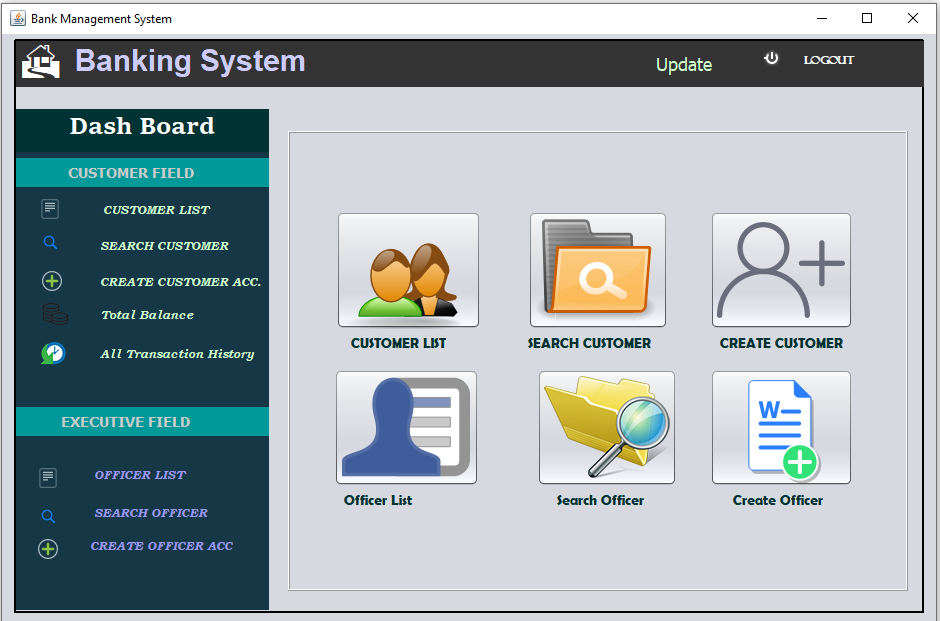 Bank Management System
Banking System
Update
LOGOUT
Dash Board
CUSTOMER FIELD
CUSTOMER LIST
SEARCH CUSTOMER
CREATE CUSTOMER ACC.
Total Balance
All Transaction History
EXECUTIVE FIELD
OFFICER LIST
SEARCH OFFICER
CREATE OFFICER ACC
CUSTOMER LIST
SEARCH CUSTOMER
CREATE CUSTOMER
W
Officer List
Search Officer
Create Officer